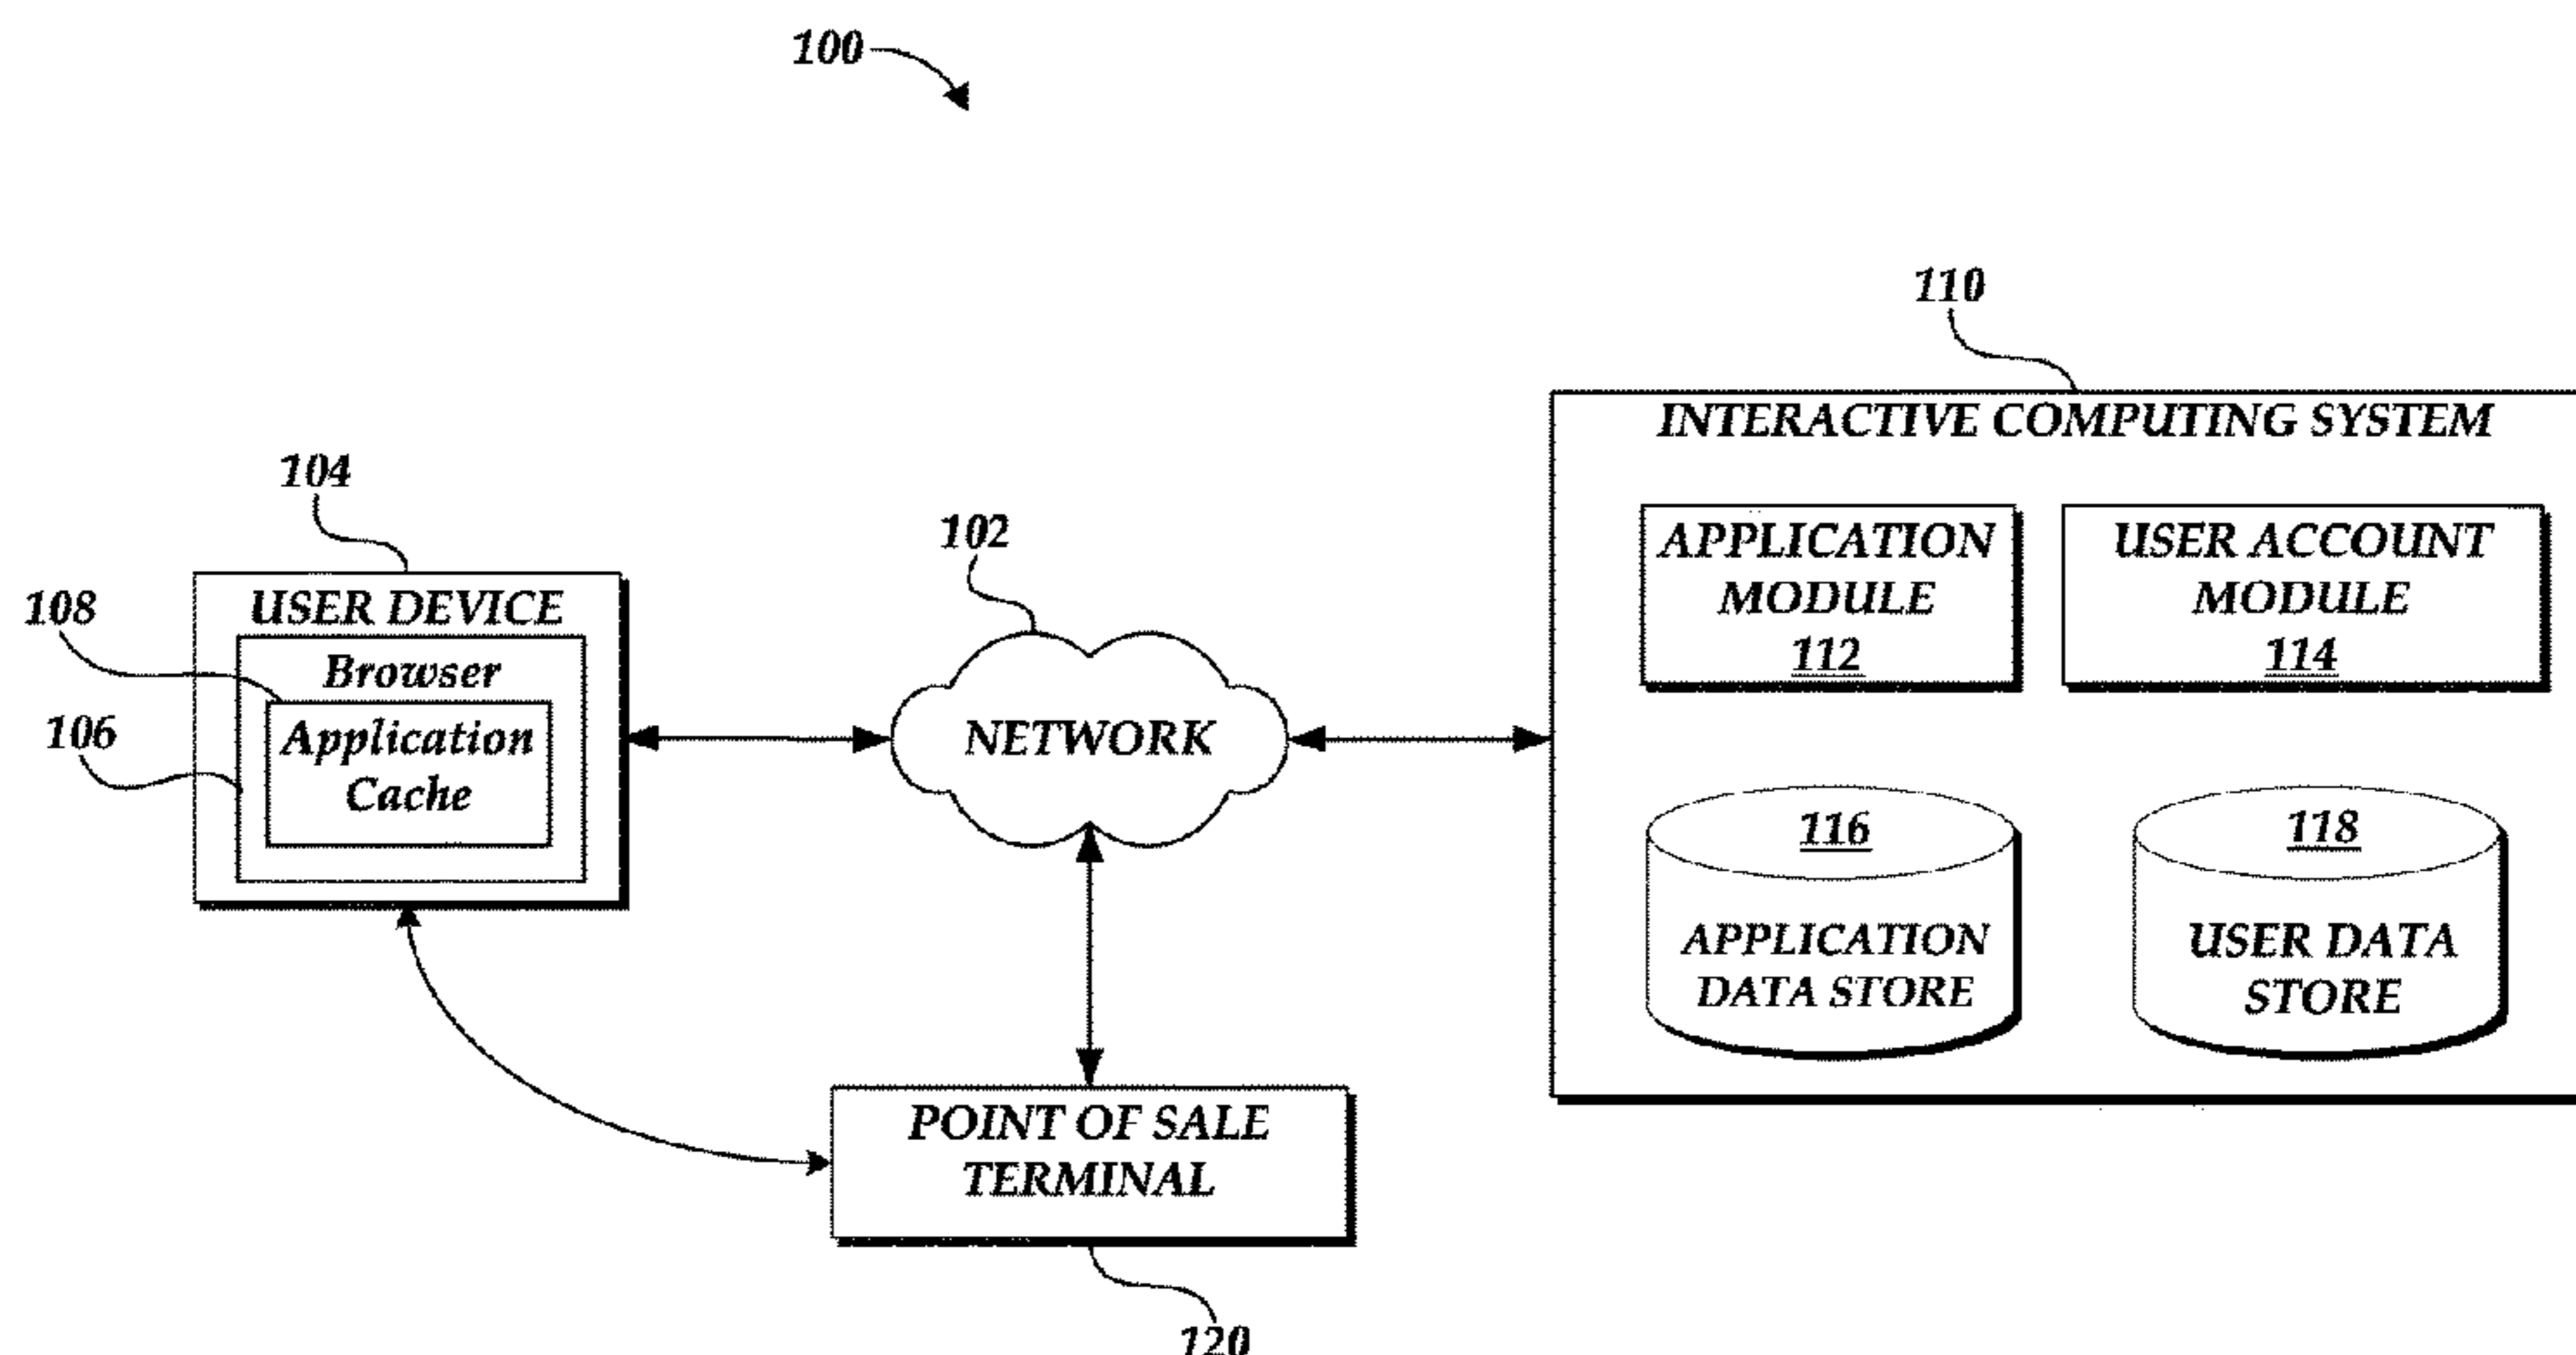 100
110
INTERACTIVE COMPUTING SYSTEM
APPLICATION
MODULE
112
USER ACCOUNT
MODULE
114
116
APPLICATION
DATA STORE
118
USER DATA
STORE
104
USER DEVICE
108
Browser
106
Application
Cache
102
NETWORK
POINT OF SALE
TERMINAL
120